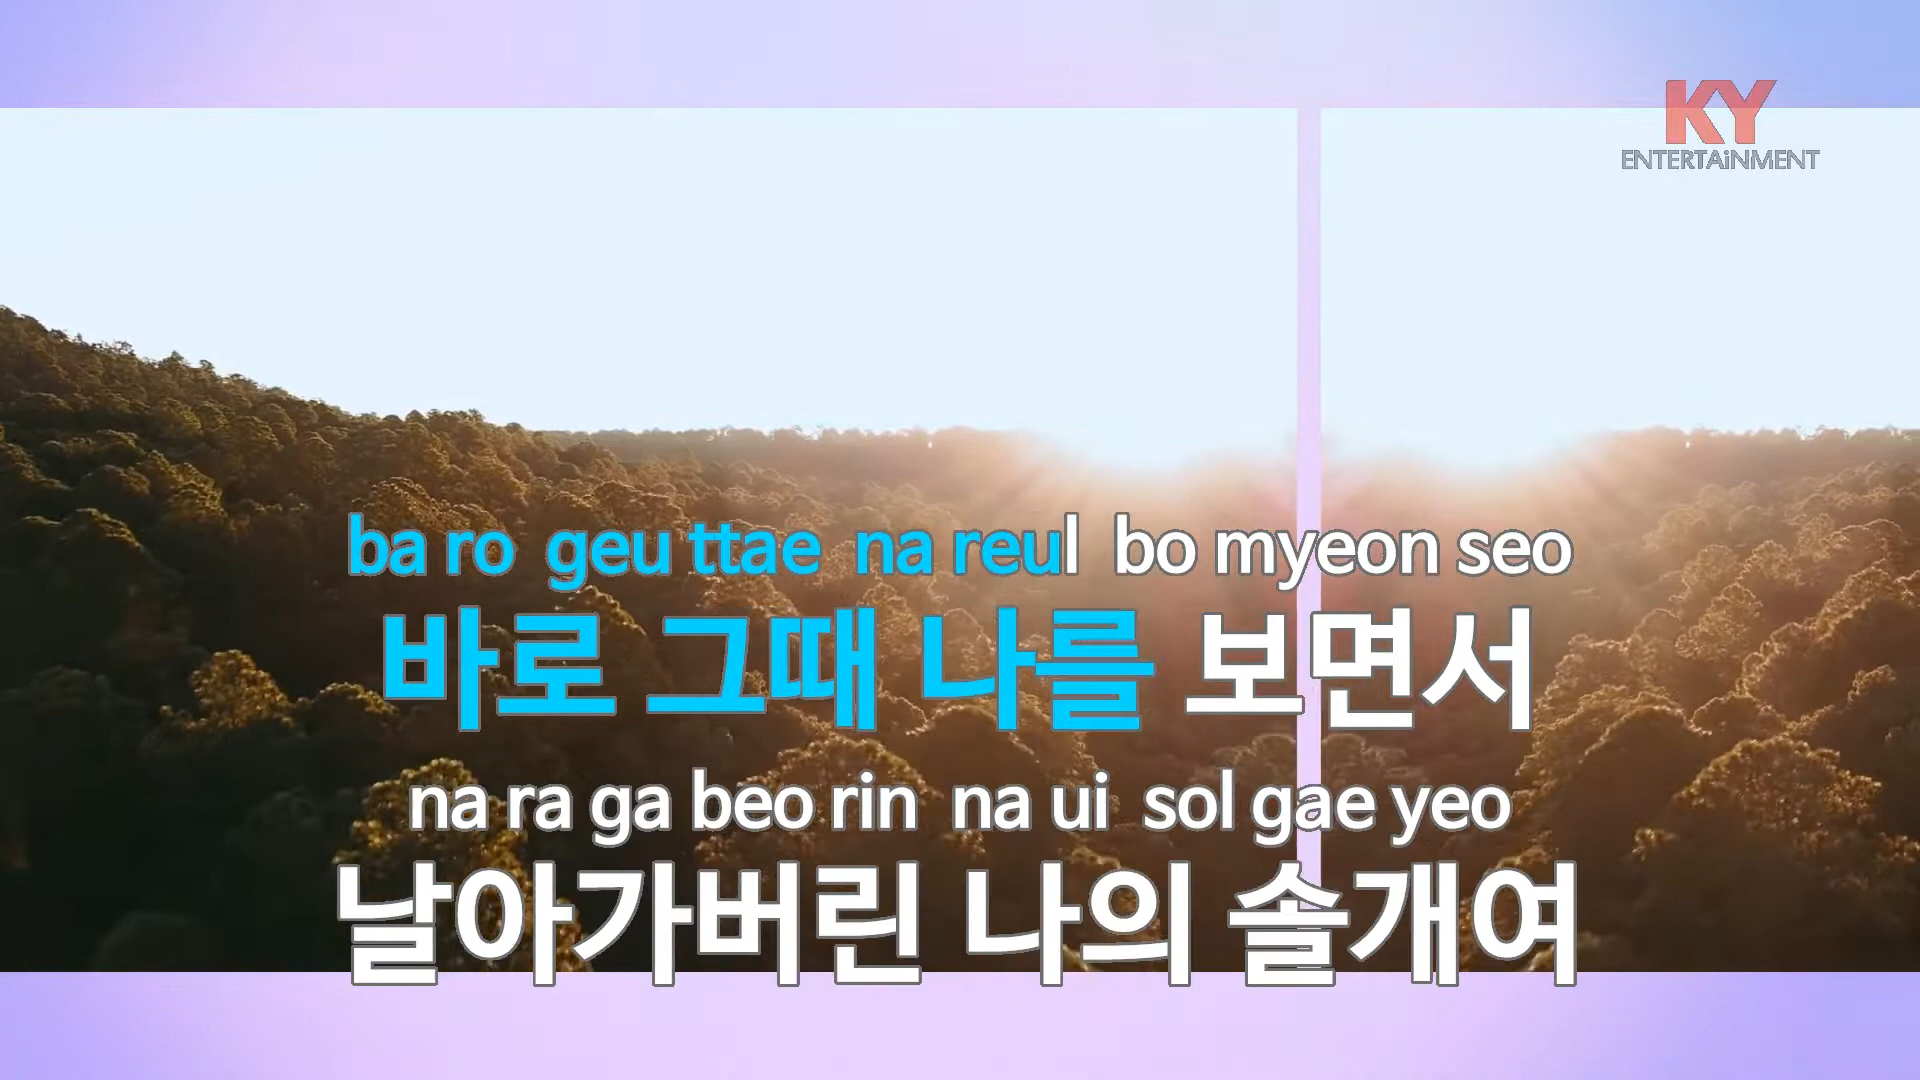 KY
ENTERTAiNMENT
ba ro geu ttae na reul bo myeon seo
바로 그때 나를 보면서
na ra ga beo rin na ui sol gae yeo
날아가버린 나의 솔개여